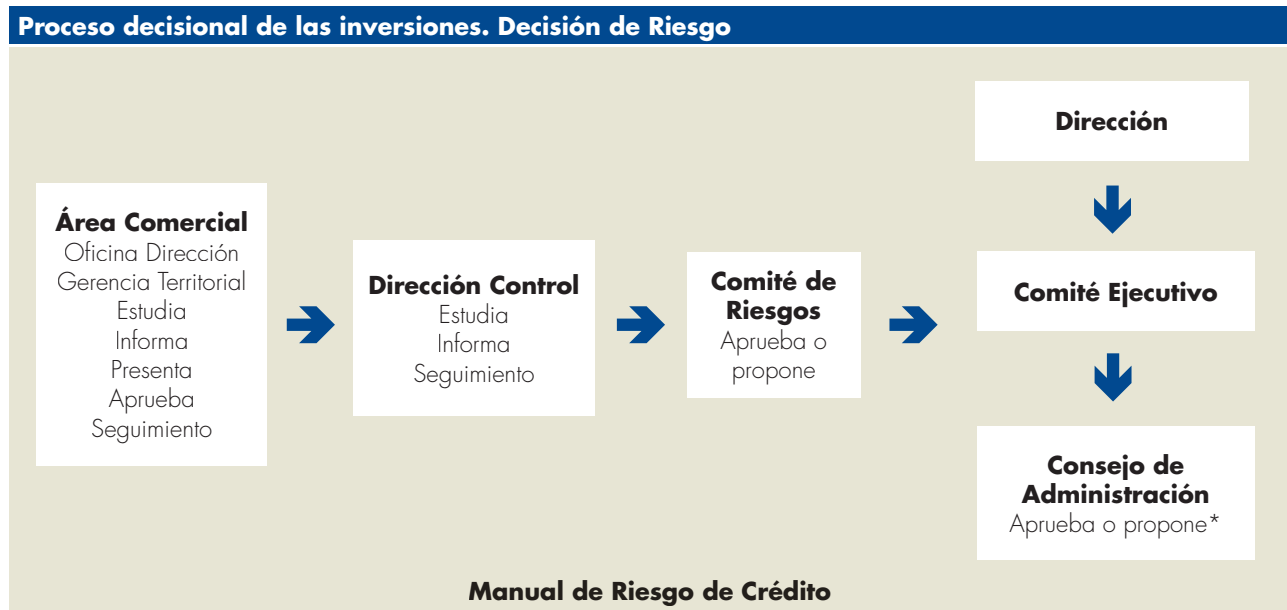 Proceso decisional de las inversiones. Decisión de Riesgo
Área Comercial
Oficina Dirección
Gerencia Territorial
Estudia
Informa
Presenta
Aprueba
Seguimiento
Dirección Control
Estudia
Informa
Seguimiento
Comité de
Riesgos
Aprueba o
propone
Dirección
Comité Ejecutivo
Consejo de
Administración
Aprueba o propone*
Manual de Riesgo de Crédito